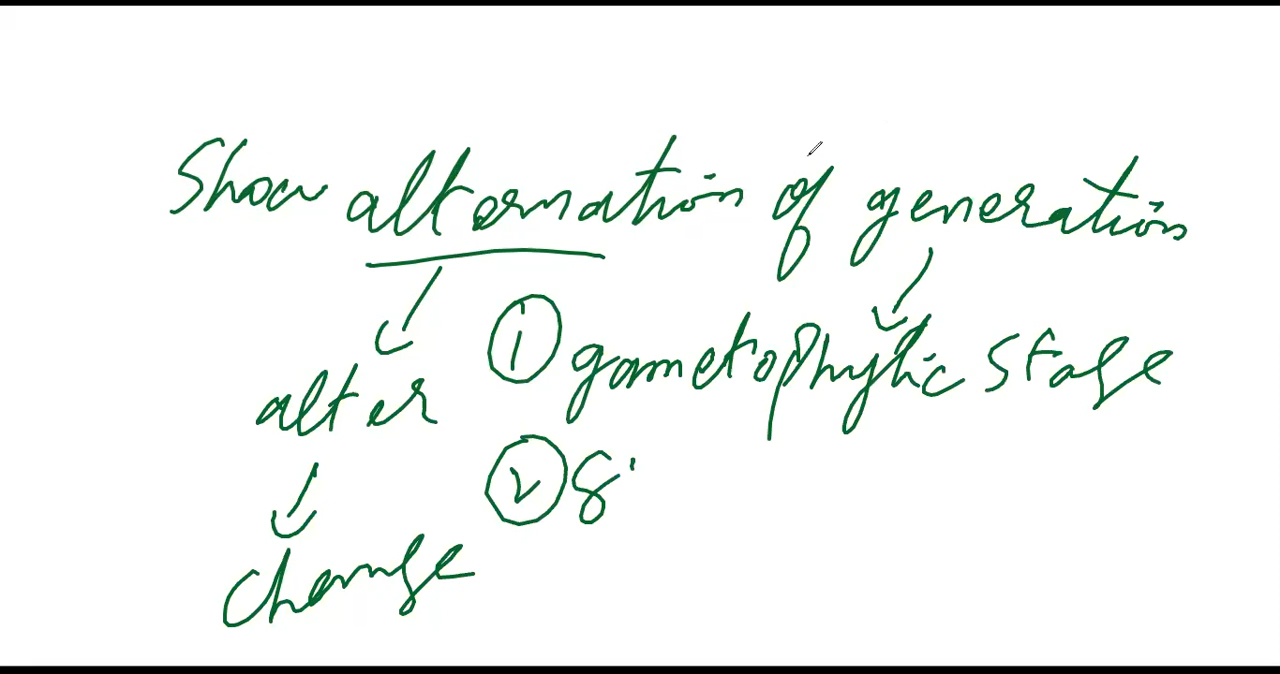 Show alternation of generation
① gametophytic stage
alter
②
change